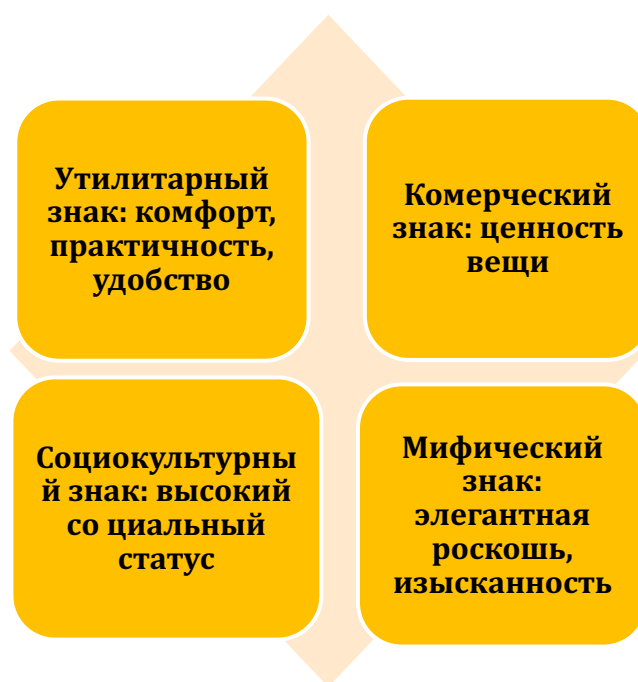 Утилитарный
знак: комфорт,
практичность,
удобство
Комерческий
знак: ценность
вещи
Социокультурны
й знак: высокий
со циальный
статус
Мифический
знак:
элегантная
роскошь,
изысканность